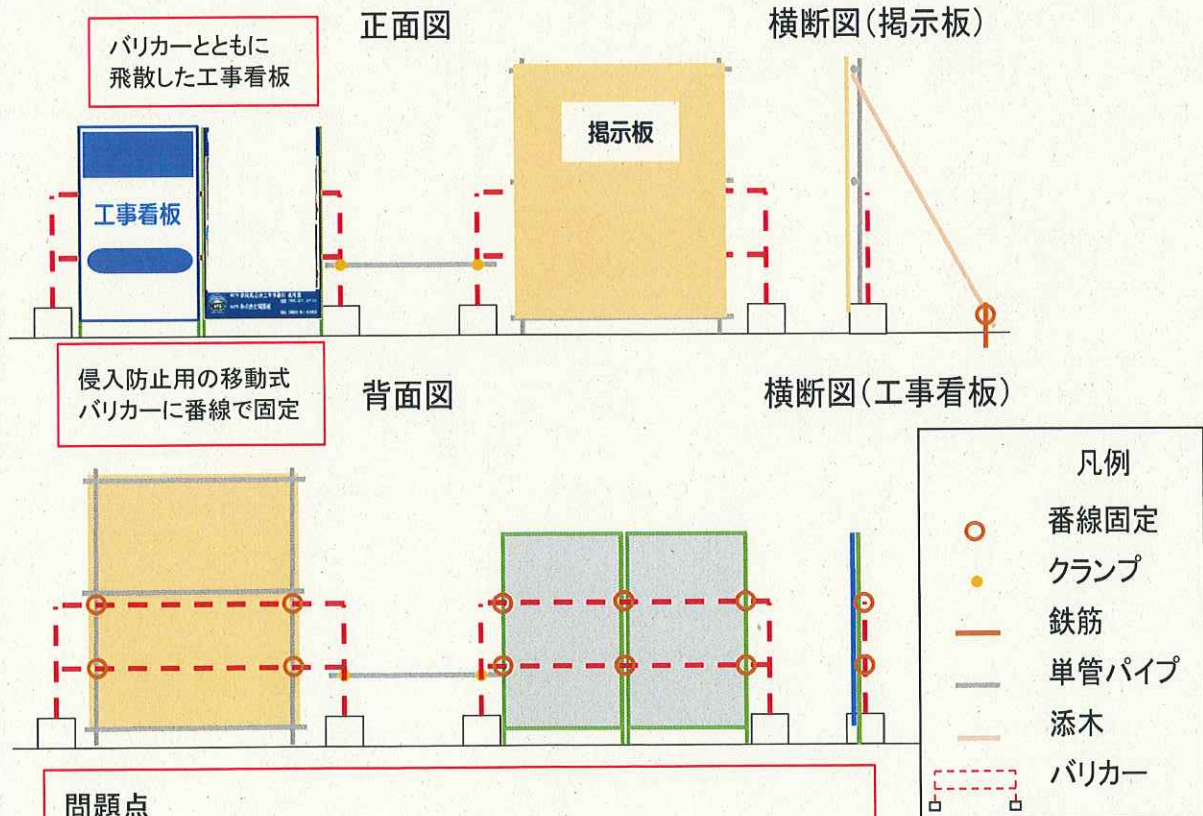 正面図
横断図(掲示板)
バリカーとともに
飛散した工事看板
掲示板
工事看板
侵入防止用の移動式
バリカーに番線で固定
背面図
横断図(工事看板)
凡例
番線固定
クランプ
鉄筋
単管パイプ
添木
バリカー
問題点